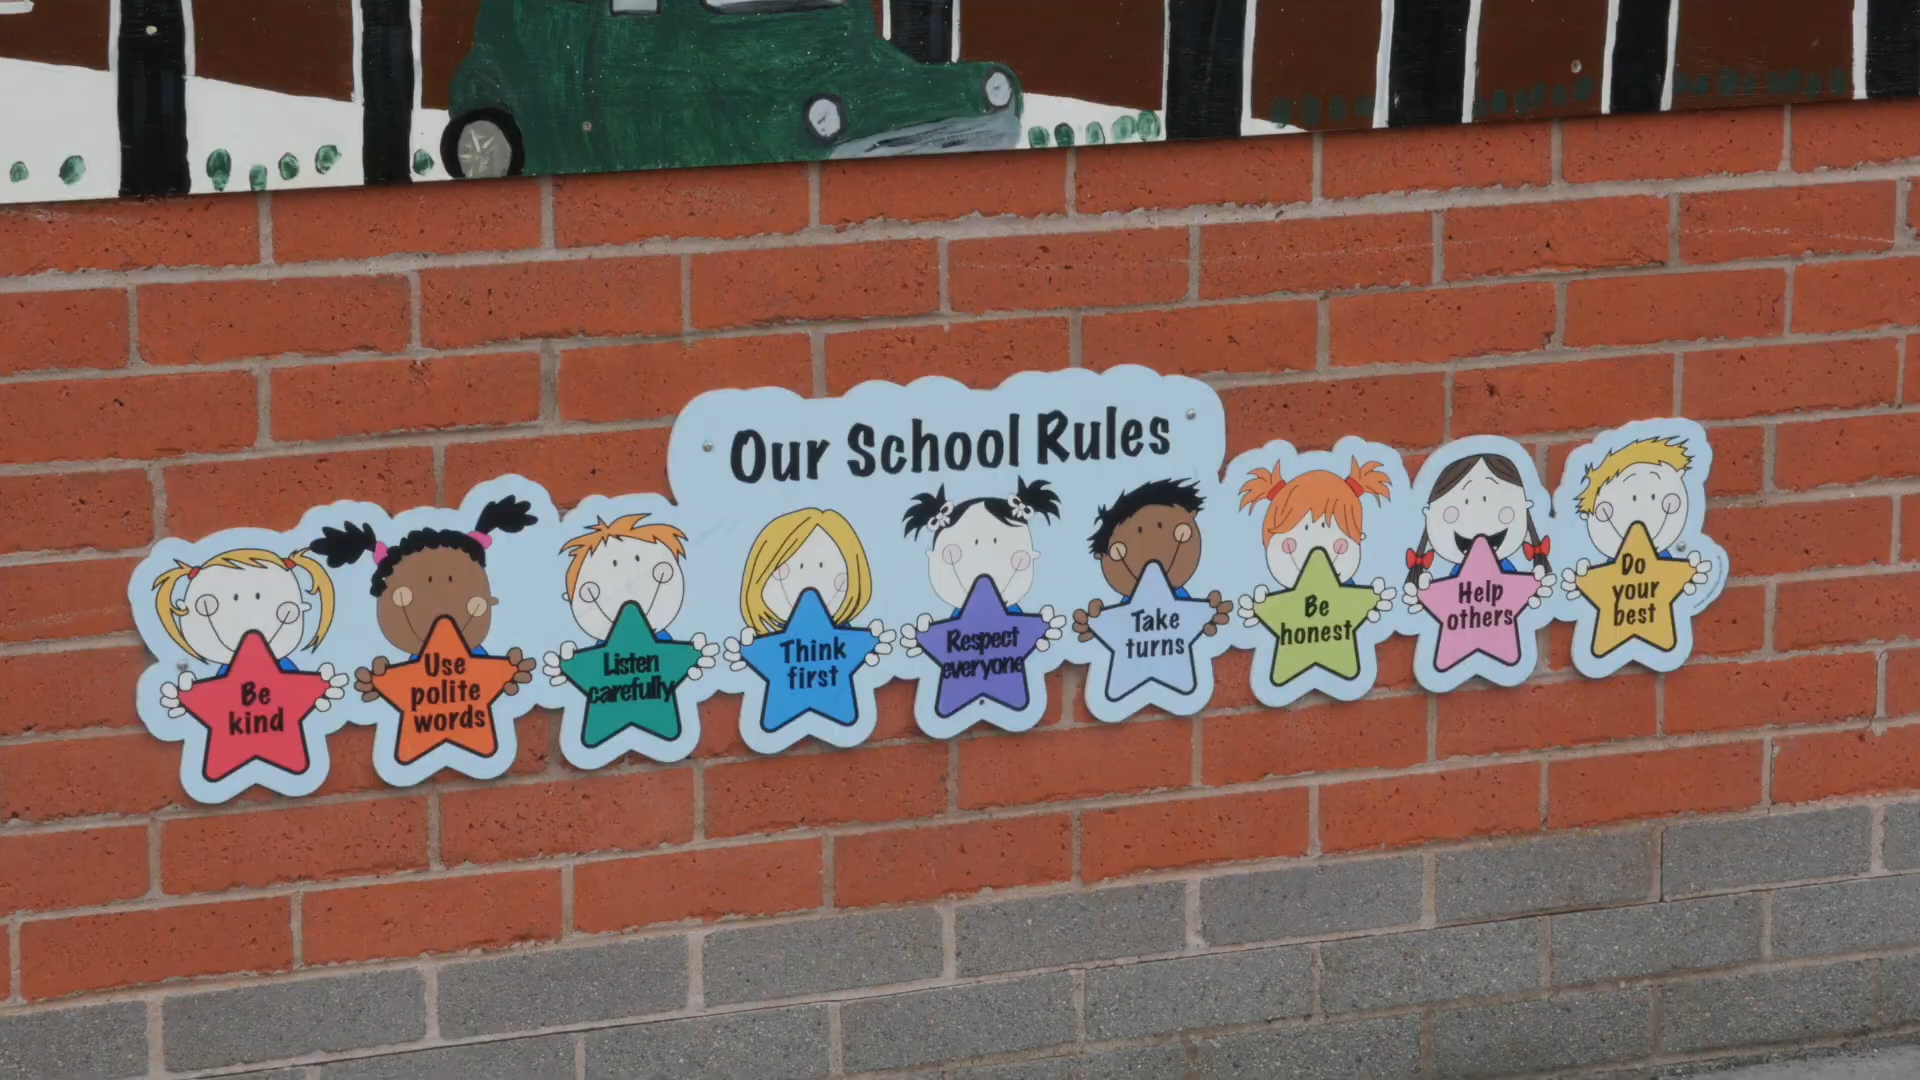 Our School Rules
Be
kind
Use
polite
words
Listen
carefully
Think
first
Respect
everyone
Take
turns
Be
honest
Help
others
Do
your
best